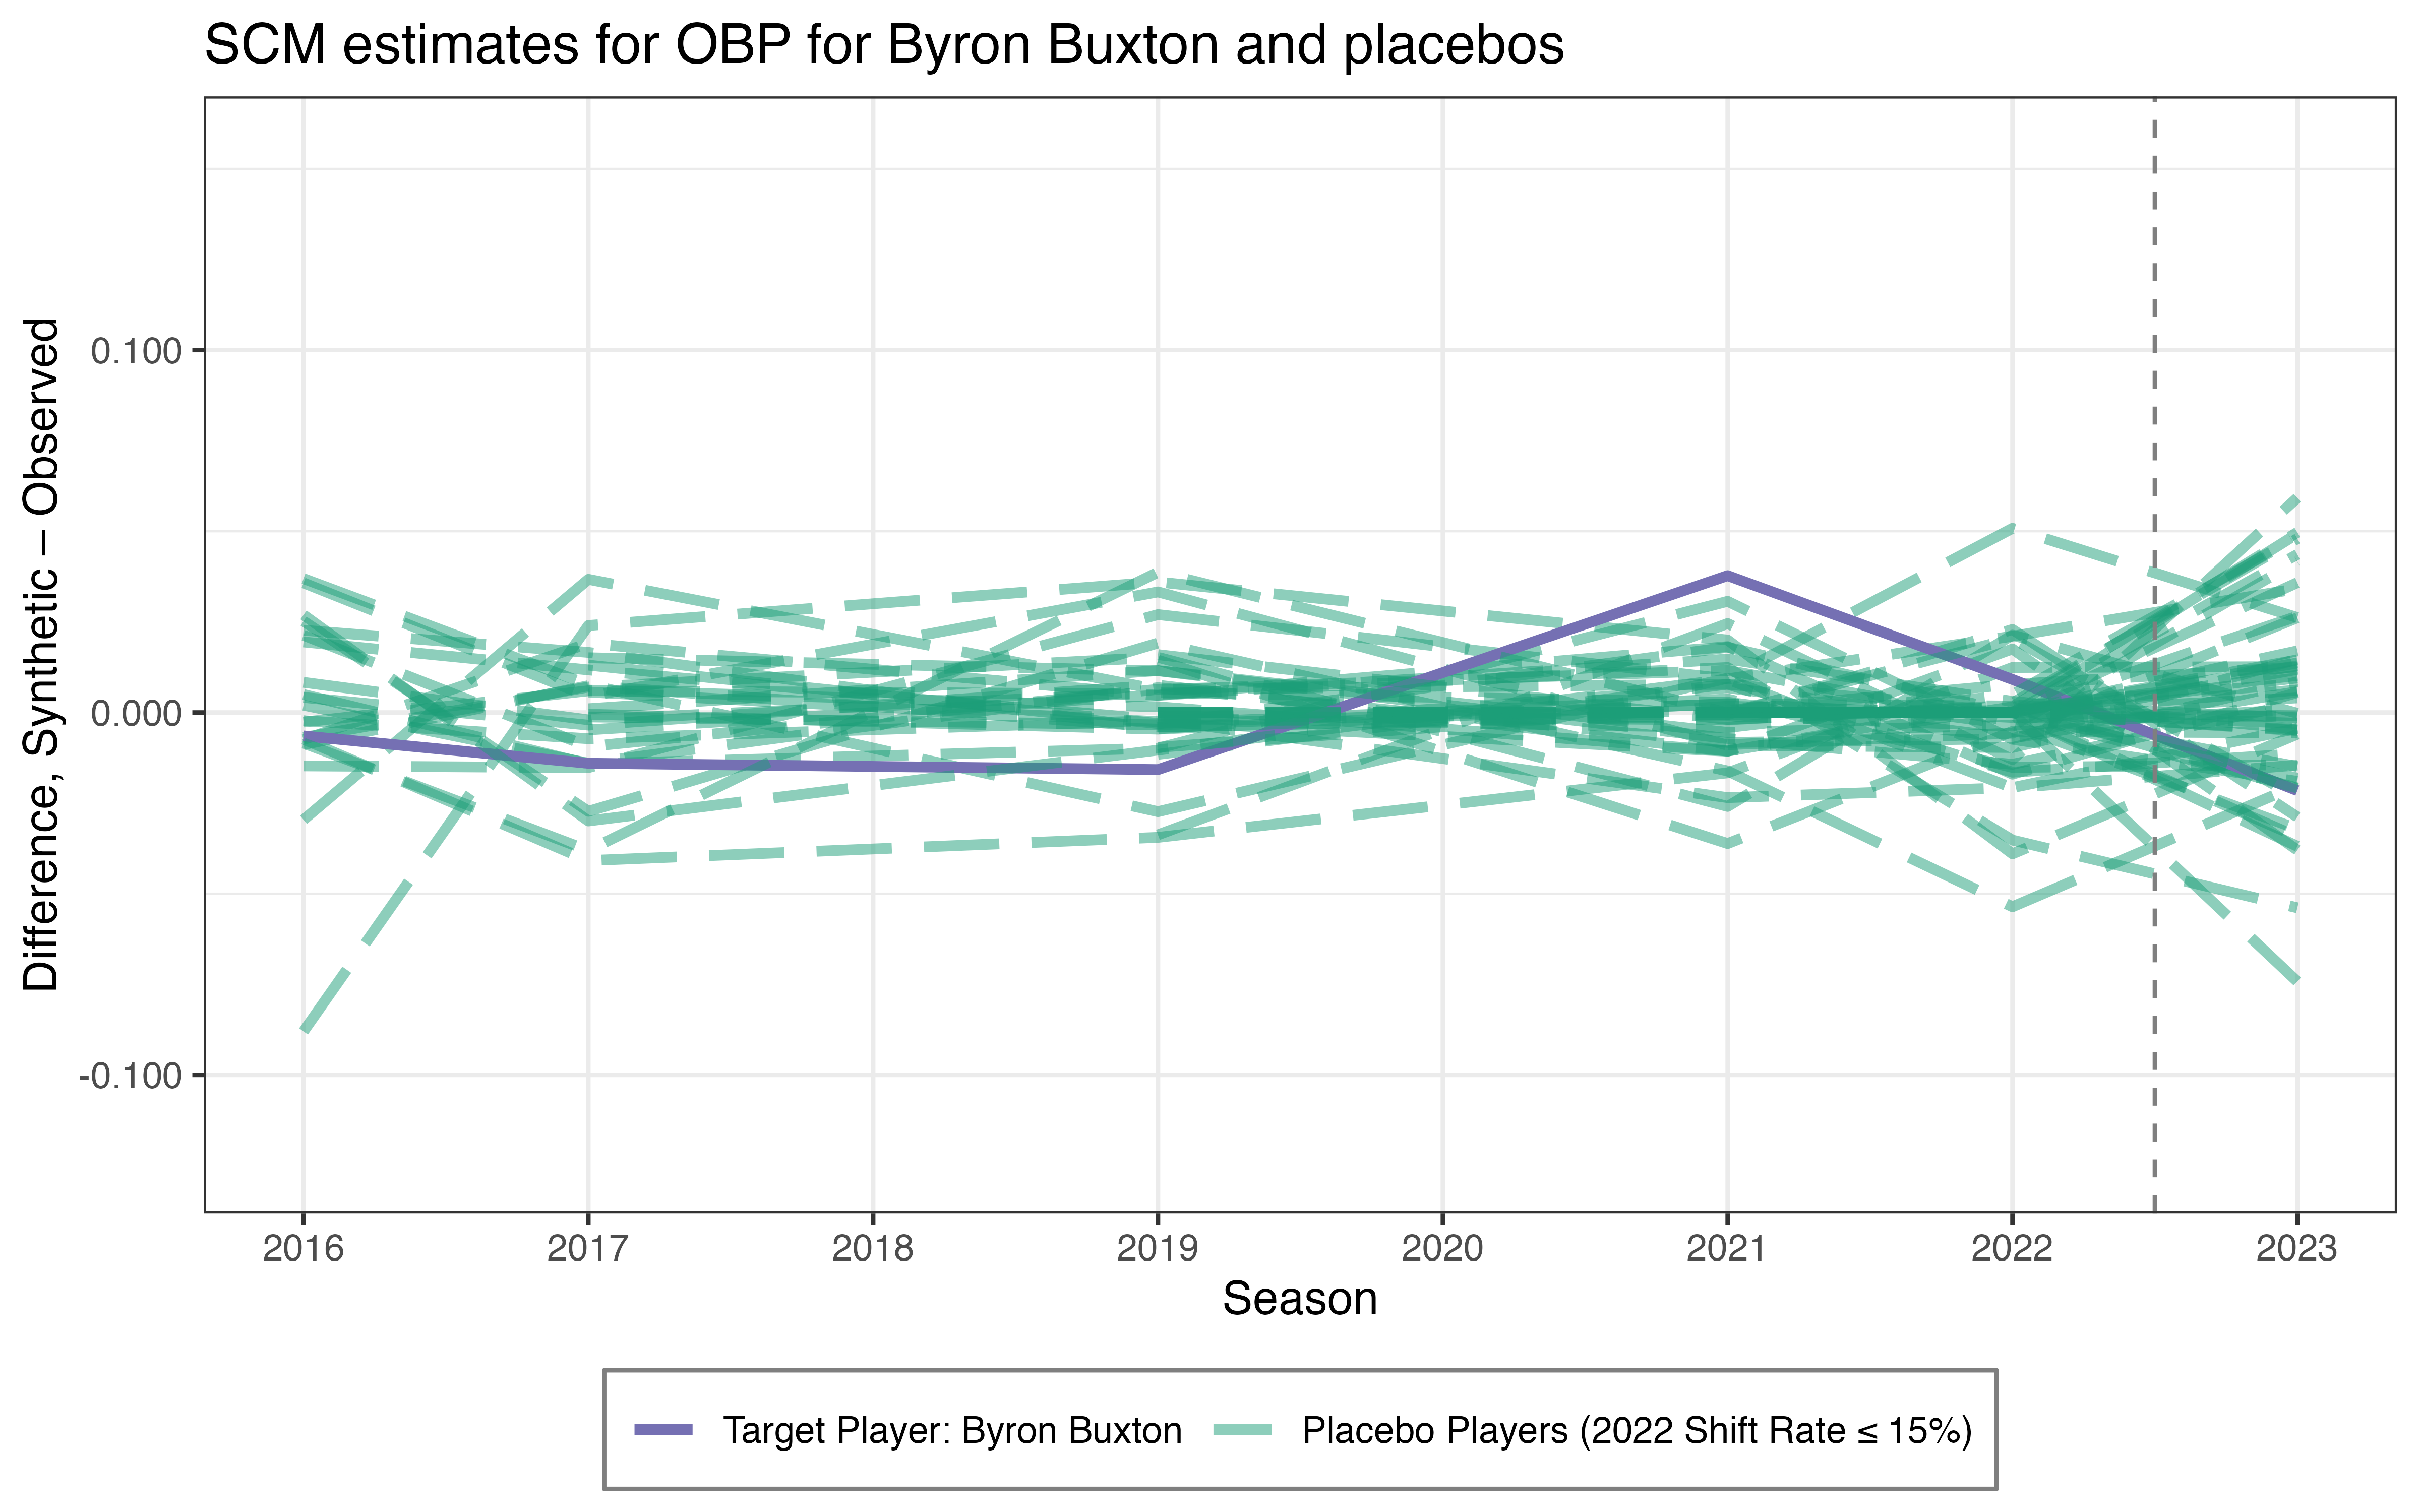 SCM estimates for OBP for Byron Buxton and placebos
Difference, Synthetic – Observed
0.100
0.000
-0.100
2016 2017 2018 2019 2020 2021 2022 2023
Season
Target Player: Byron Buxton Placebo Players (2022 Shift Rate ≤ 15%)